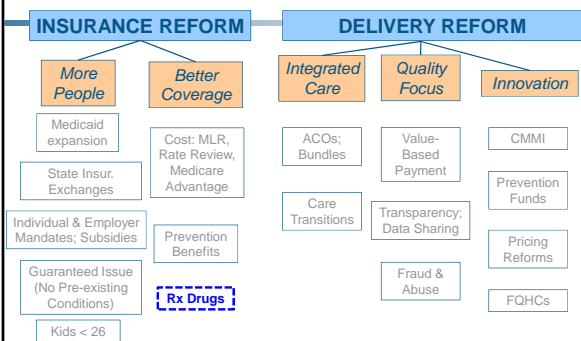 INSURANCE REFORM
DELIVERY REFORM
More
People
Better
Coverage
Integrated
Care
Quality
Focus
Innovation
Medicaid
expansion
State Insur.
Exchanges
Individual & Employer
Mandates; Subsidies
Guaranteed Issue
(No Pre-existing
Conditions)
Kids < 26
Cost: MLR,
Rate Review,
Medicare
Advantage
Prevention
Benefits
Rx Drugs
ACOs;
Bundles
Care
Transitions
Value-
Based
Payment
Transparency;
Data Sharing
Fraud &
Abuse
CMMI
Prevention
Funds
Pricing
Reforms
FQHCs